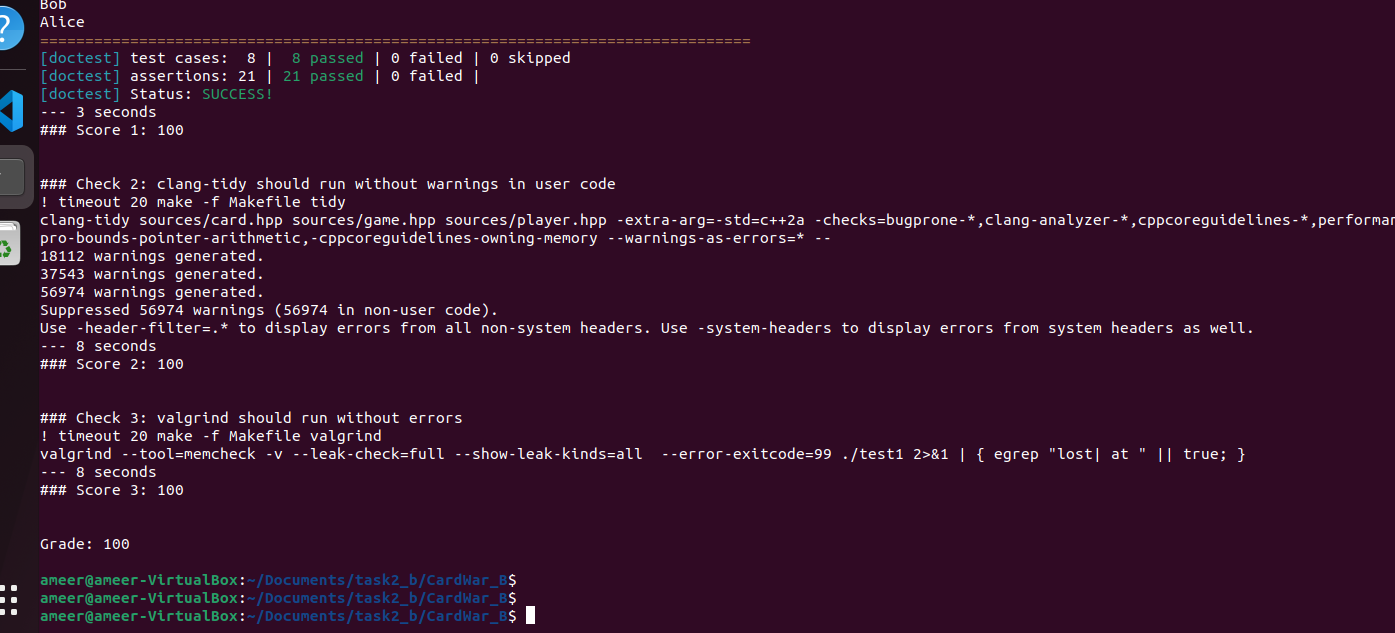 Bob
Alice
===============================================================================
[doctest] test cases:  8 |  8 passed | 0 failed | 0 skipped
[doctest] assertions: 21 | 21 passed | 0 failed |
[doctest] Status: SUCCESS!
--- 3 seconds
### Score 1: 100
### Check 2: clang-tidy should run without warnings in user code
! timeout 20 make -f Makefile tidy
clang-tidy sources/card.hpp sources/game.hpp sources/player.hpp -extra-arg=-std=c++2a -checks=bugprone-*,clang-analyzer-*,cppcoreguidelines-*,performan
pro-bounds-pointer-arithmetic,-cppcoreguidelines-owning-memory --warnings-as-errors=* --
18112 warnings generated.
37543 warnings generated.
56974 warnings generated.
Suppressed 56974 warnings (56974 in non-user code).
Use -header-filter=.* to display errors from all non-system headers. Use -system-headers to display errors from system headers as well.
--- 8 seconds
### Score 2: 100
### Check 3: valgrind should run without errors
! timeout 20 make -f Makefile valgrind
valgrind --tool=memcheck -v --leak-check=full --show-leak-kinds=all  --error-exitcode=99 ./test1 2>&1 | { egrep "lost| at " || true; }
--- 8 seconds
### Score 3: 100
Grade: 100
ameer@ameer-VirtualBox:~/Documents/task2_b/CardWar_B$
ameer@ameer-VirtualBox:~/Documents/task2_b/CardWar_B$
ameer@ameer-VirtualBox:~/Documents/task2_b/CardWar_B$